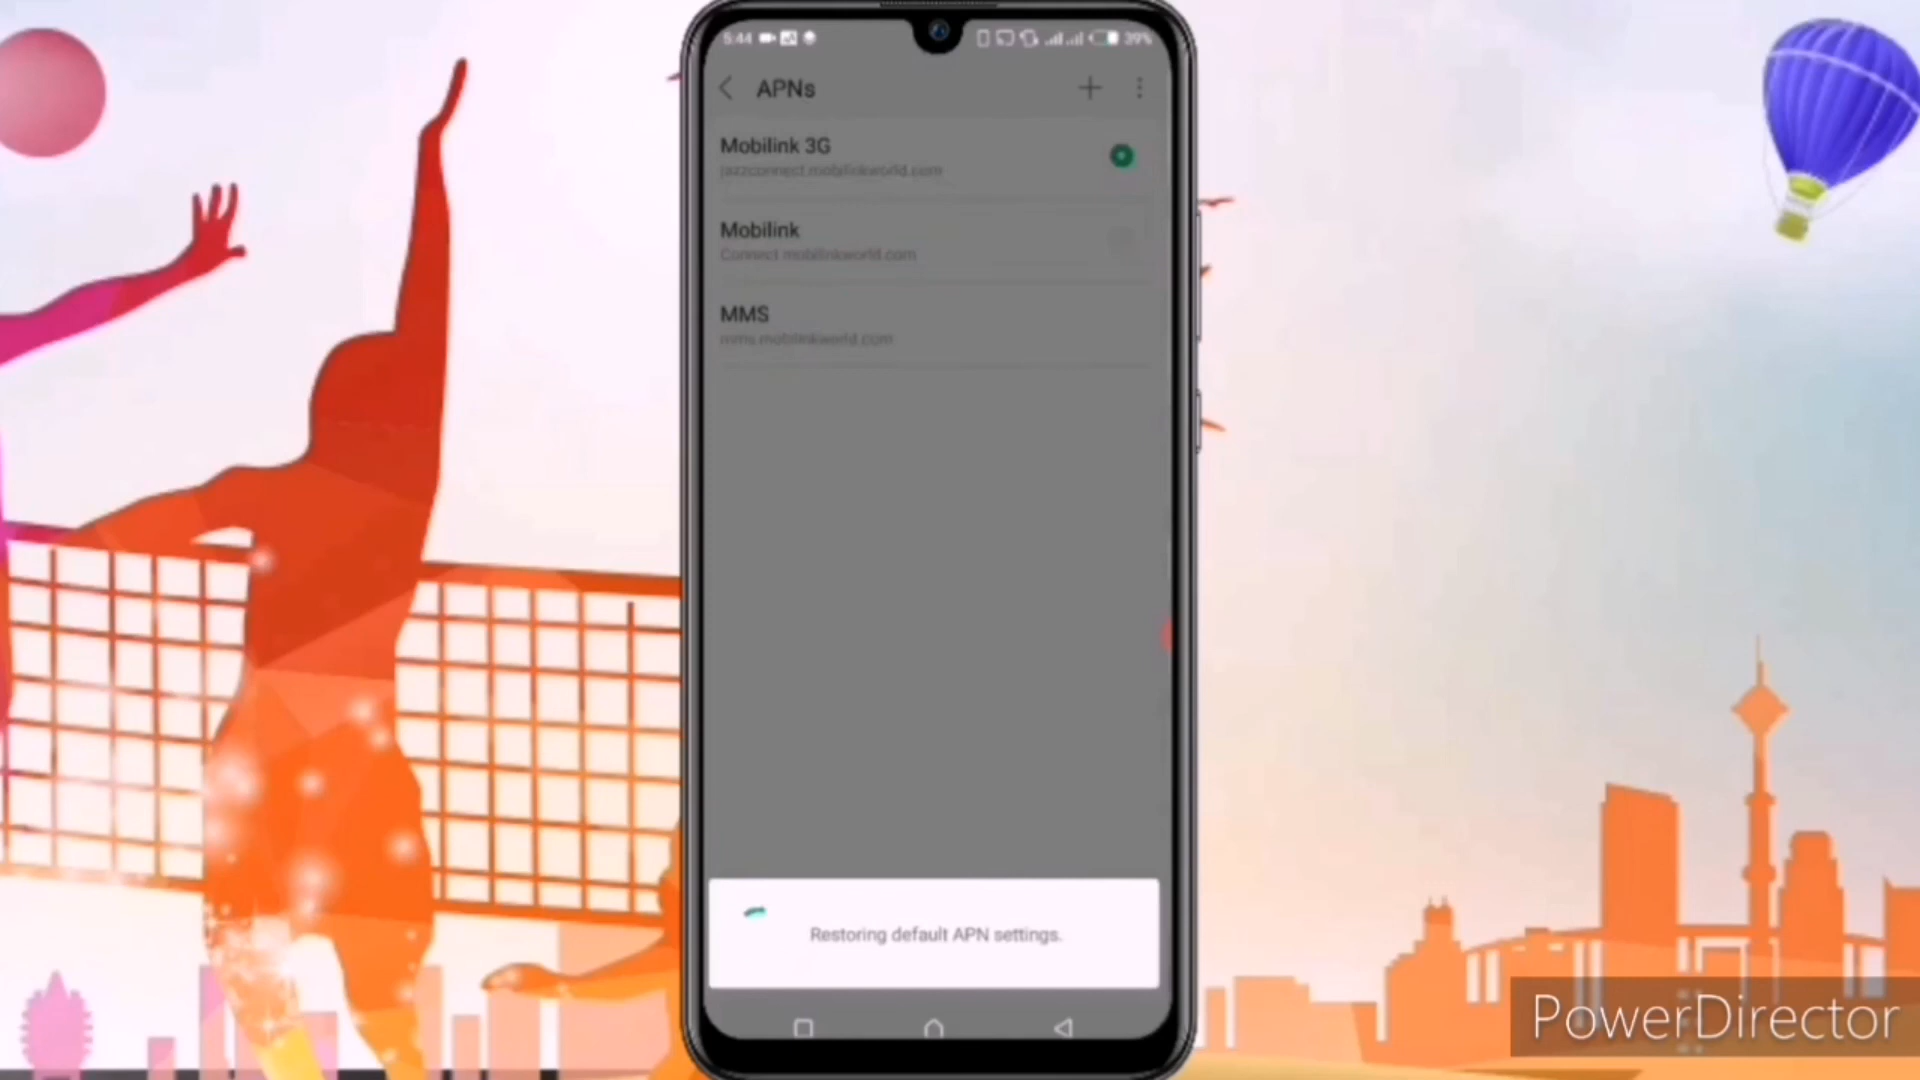 5:44
39%
APNs
Mobilink 3G
jazzconnect.mobilinkworld.com
Mobilink
Connect.mobilinkworld.com
MMS
mms.mobilinkworld.com
Restoring default APN settings.
PowerDirector